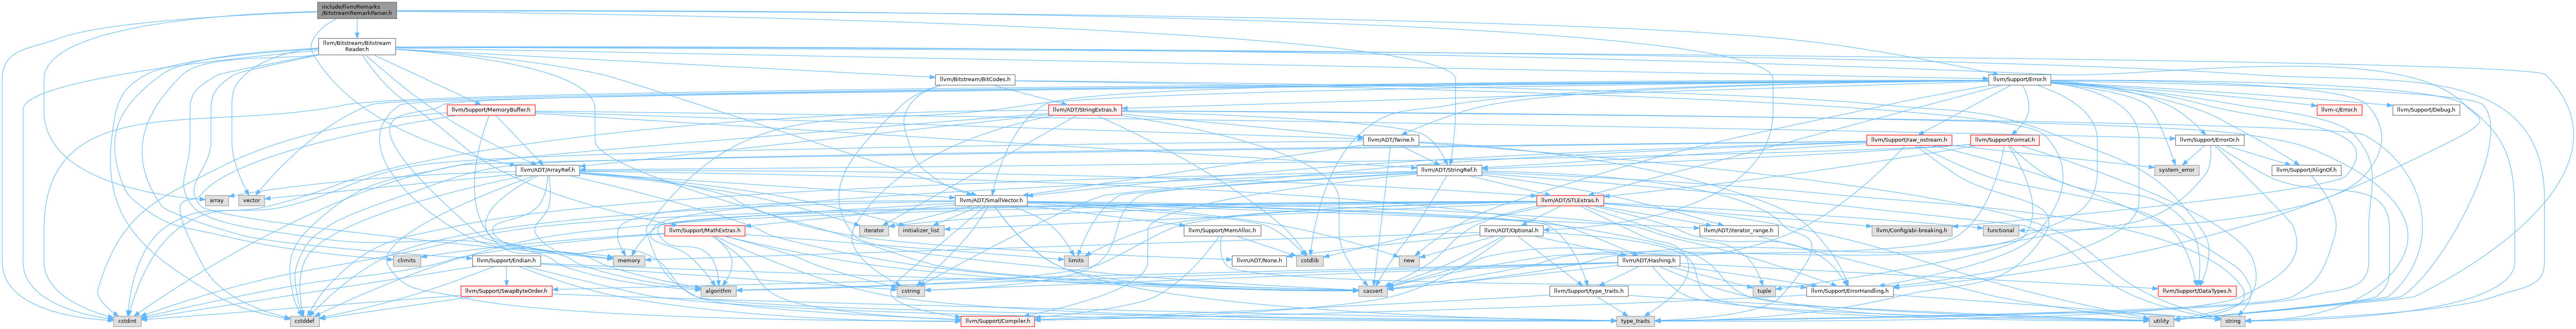 include/llvm/Remarks
/BitstreamRemarkParser.h
llvm/Bitstream/Bitstream
Reader.h
llvm/Bitstream/BitCodes.h
llvm/Support/Error.h
llvm/Support/MemoryBuffer.h
llvm/ADT/StringExtras.h
llvm-c/Error.h
llvm/Support/Debug.h
llvm/ADT/Twine.h
llvm/Support/raw_ostream.h
llvm/Support/Format.h
llvm/Support/ErrorOr.h
llvm/ADT/ArrayRef.h
llvm/ADT/StringRef.h
system_error
llvm/Support/AlignOf.h
array
vector
llvm/ADT/SmallVector.h
llvm/ADT/STLExtras.h
iterator
initializer_list
llvm/Support/MathExtras.h
llvm/Support/MemAlloc.h
llvm/ADT/Optional.h
llvm/ADT/iterator_range.h
llvm/Config/abi-breaking.h
functional
climits
llvm/Support/Endian.h
memory
llvm/ADT/None.h
limits
cstdlib
new
llvm/ADT/Hashing.h
llvm/Support/SwapByteOrder.h
algorithm
cstring
cassert
llvm/Support/type_traits.h
tuple
llvm/Support/ErrorHandling.h
llvm/Support/DataTypes.h
cstdint
cstddef
llvm/Support/Compiler.h
type_traits
utility
string